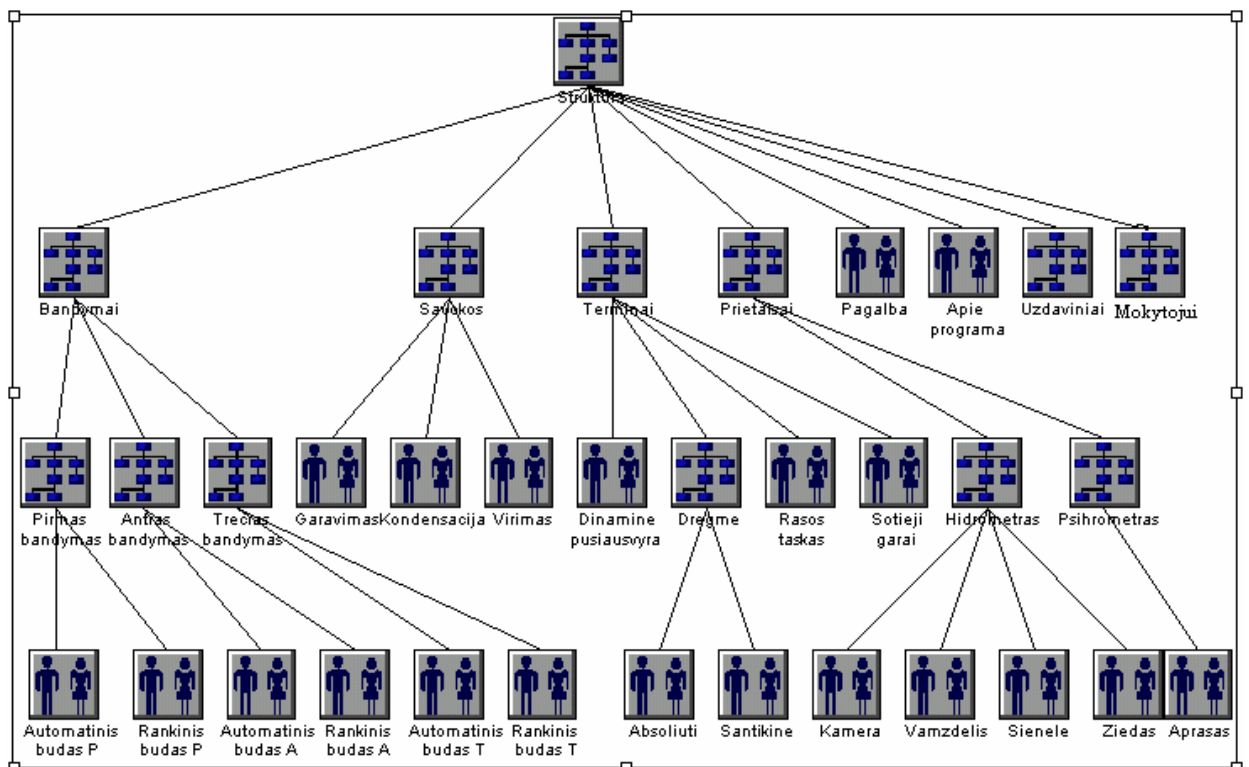 Struktura
Bandymai
Savokos
Terminai
Prietaisai
Pagalba
Apie
programa
Uzdaviniai
Mokytojui
Pirmas
bandymas
Antras
bandymas
Trecias
bandymas
Garavimas
Kondensacija
Virimas
Dinamine
pusiausvyra
Dregme
Rasos
taskas
Sotieji
garai
Hidrometras
Psihrometras
Automatinis
budas P
Rankinis
budas P
Automatinis
budas A
Rankinis
budas A
Automatinis
budas T
Rankinis
budas T
Absoliuti
Santikine
Kamera
Vamzdelis
Sienele
Ziedas
Aprasas